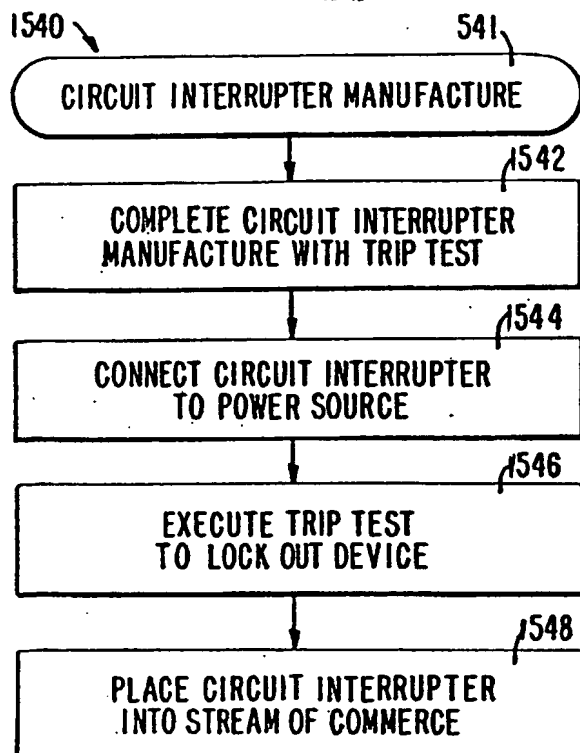 1540
541
CIRCUIT INTERRUPTER MANUFACTURE
1542
COMPLETE CIRCUIT INTERRUPTER
MANUFACTURE WITH TRIP TEST
1544
CONNECT CIRCUIT INTERRUPTER
TO POWER SOURCE
1546
EXECUTE TRIP TEST
TO LOCK OUT DEVICE
1548
PLACE CIRCUIT INTERRUPTER
INTO STREAM OF COMMERCE